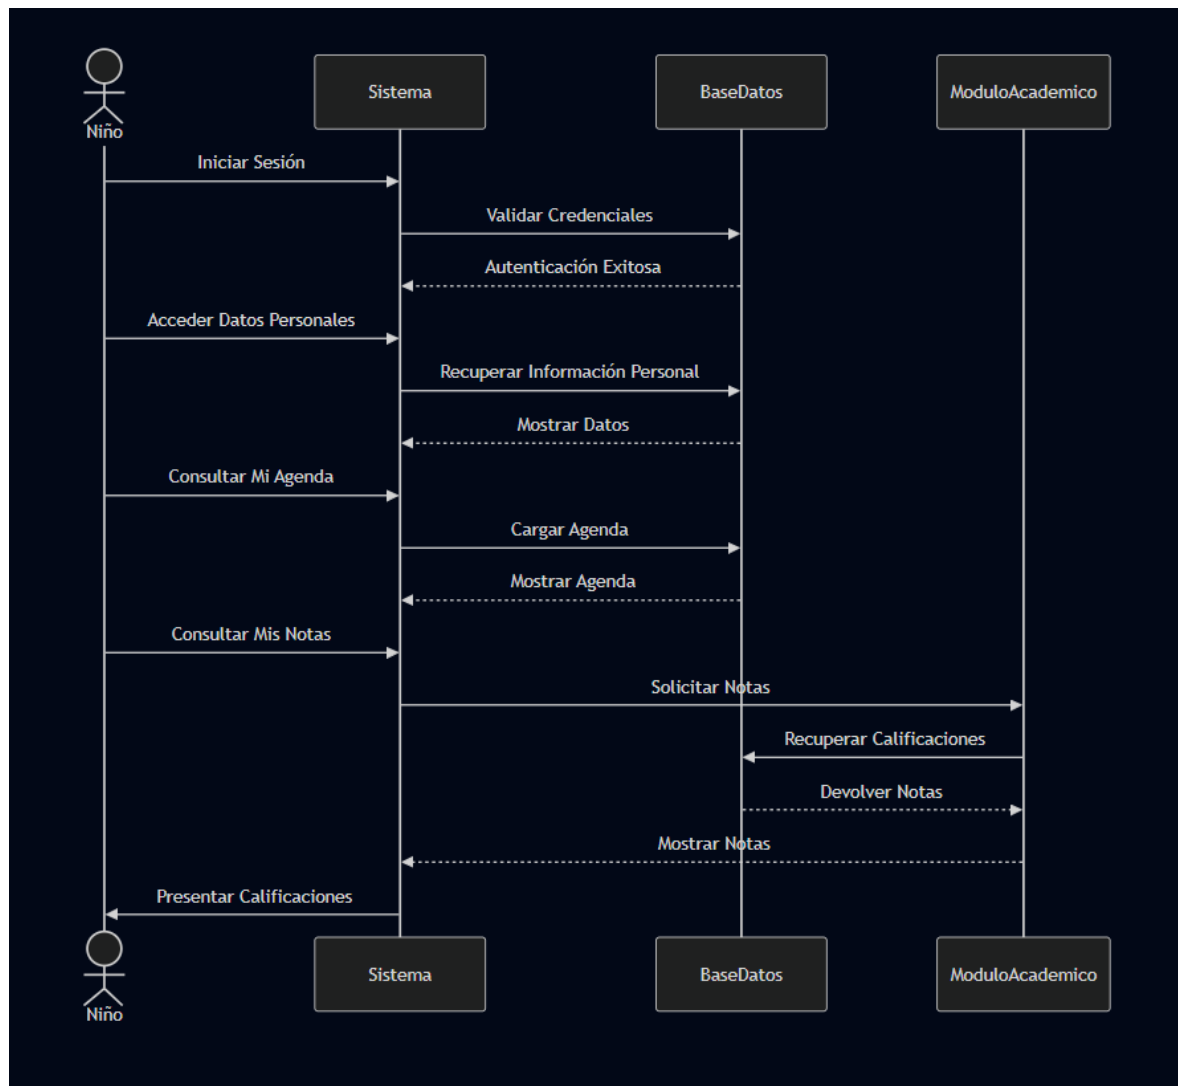 Sistema
BaseDatos
ModuloAcademico
Niño
Iniciar Sesión
Validar Credenciales
Autenticación Exitosa
Acceder Datos Personales
Recuperar Información Personal
Mostrar Datos
Consultar Mi Agenda
Cargar Agenda
Mostrar Agenda
Consultar Mis Notas
Solicitar Notas
Recuperar Calificaciones
Devolver Notas
Mostrar Notas
Presentar Calificaciones
Sistema
BaseDatos
ModuloAcademico
Niño